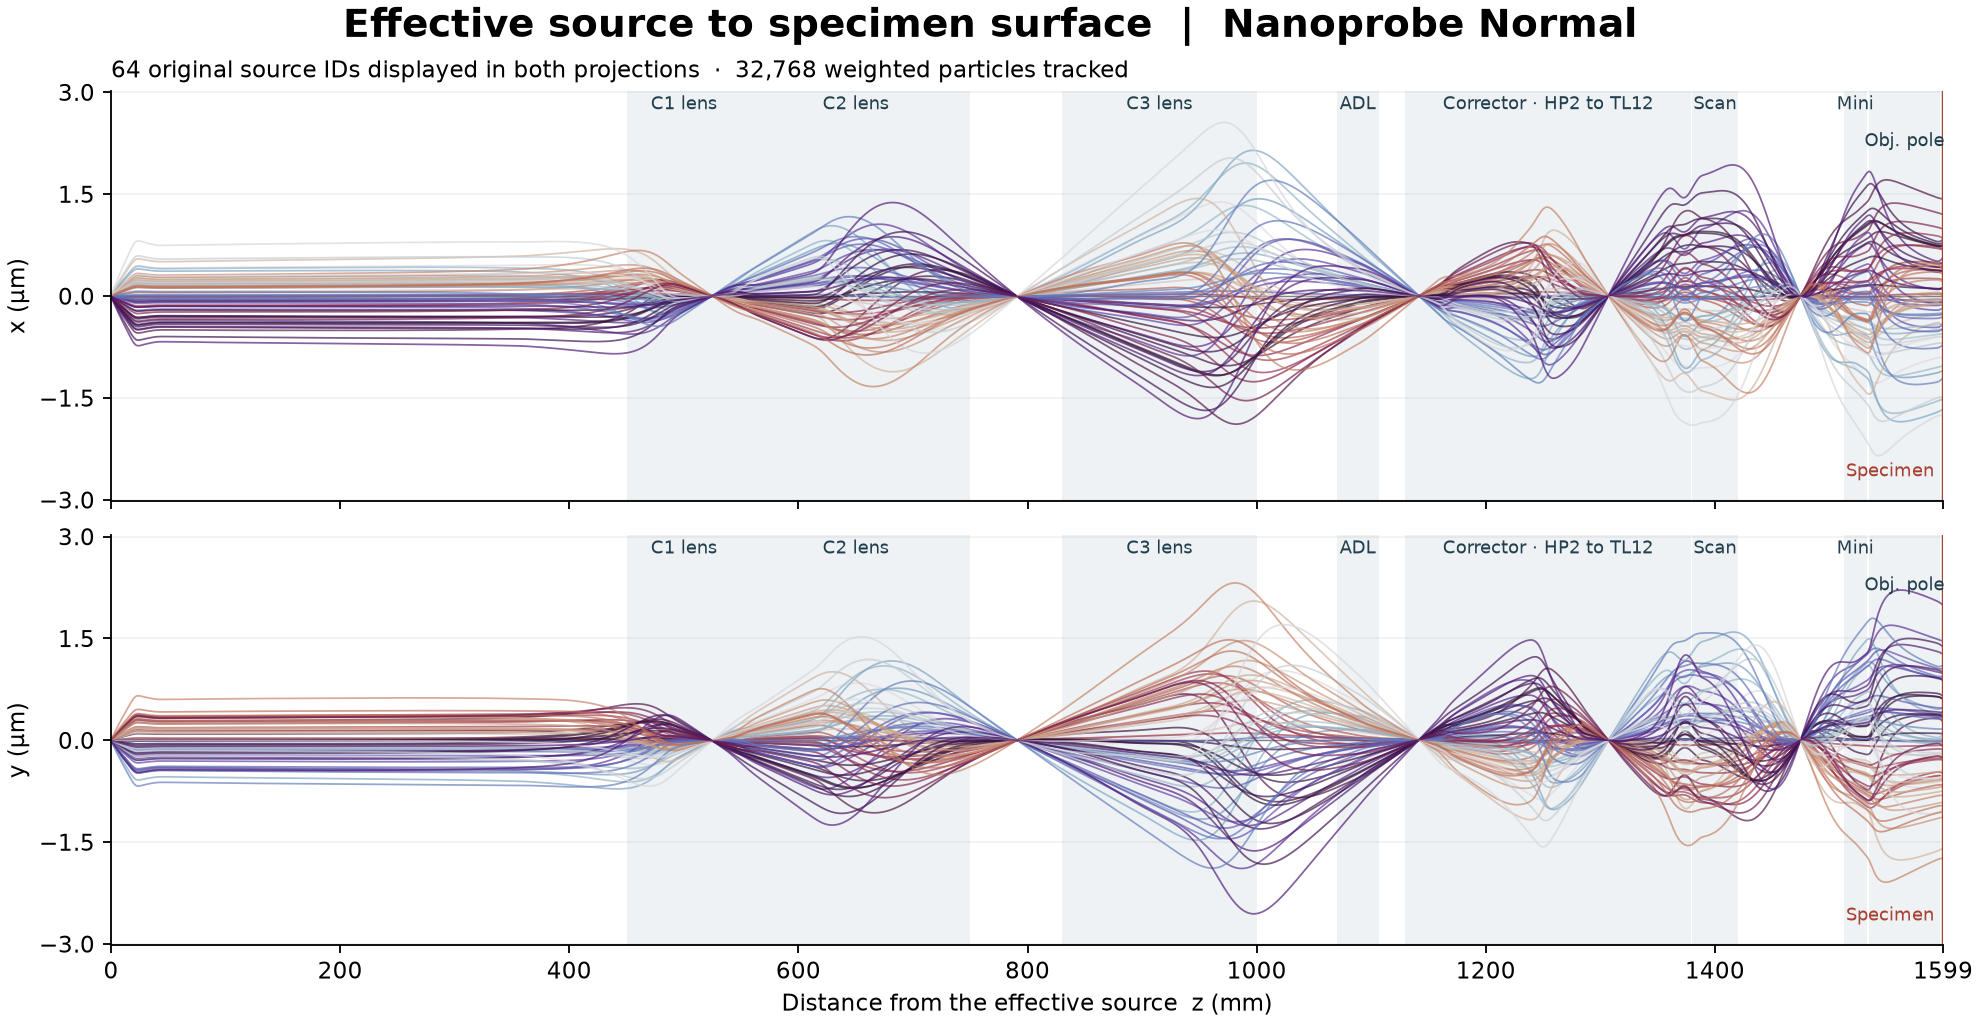 Effective source to specimen surface | Nanoprobe Normal
64 original source IDs displayed in both projections · 32,768 weighted particles tracked
3.0
1.5
0.0
−1.5
−3.0
x (μm)
C1 lens
C2 lens
C3 lens
ADL
Corrector · HP2 to TL12
Scan
Mini
Obj. pole
Specimen
3.0
1.5
0.0
−1.5
−3.0
y (μm)
C1 lens
C2 lens
C3 lens
ADL
Corrector · HP2 to TL12
Scan
Mini
Obj. pole
Specimen
0
200
400
600
800
1000
1200
1400
1599
Distance from the effective source z (mm)